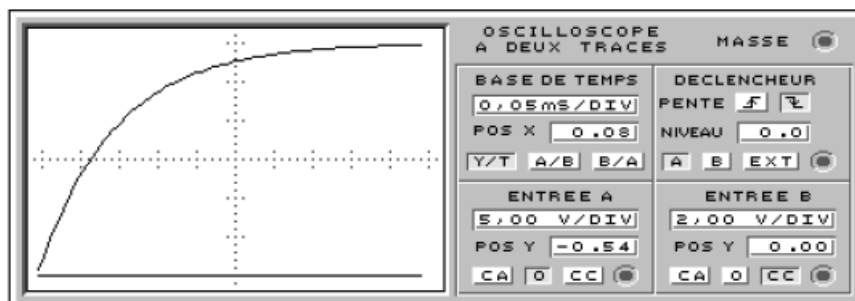 OSCILLOSCOPE
A DEUX TRACES
MASSE
BASE DE TEMPS
0,05mS/DIV
POS X 0.08
Y/T A/B B/A
DECLENCHEUR
PENTE
NIVEAU 0.0
A B EXT
ENTREE A
5,00 V/DIV
POS Y -0.54
CA 0 CC
ENTREE B
2,00 V/DIV
POS Y 0.00
CA 0 CC